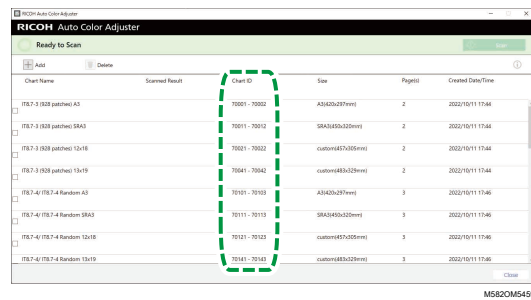 RICOH Auto Color Adjuster
RICOH Auto Color Adjuster
Ready to Scan
Scan
Add Delete
Chart Name Scanned Result Chart ID Size Page(s) Created Date/Time
IT8.7-3 (928 patches) A3 70001 - 70002 A3(420x297mm) 2 2022/10/11 17:44
IT8.7-3 (928 patches) SRA3 70011 - 70012 SRA3(450x320mm) 2 2022/10/11 17:44
IT8.7-3 (928 patches) 12x18 70021 - 70022 custom(457x305mm) 2 2022/10/11 17:44
IT8.7-3 (928 patches) 13x19 70041 - 70042 custom(483x329mm) 2 2022/10/11 17:44
IT8.7-4/ IT8.7-4 Random A3 70101 - 70103 A3(420x297mm) 3 2022/10/11 17:46
IT8.7-4/ IT8.7-4 Random SRA3 70111 - 70113 SRA3(450x320mm) 3 2022/10/11 17:46
IT8.7-4/ IT8.7-4 Random 12x18 70121 - 70123 custom(457x305mm) 3 2022/10/11 17:46
IT8.7-4/ IT8.7-4 Random 13x19 70141 - 70143 custom(483x329mm) 3 2022/10/11 17:46
Close